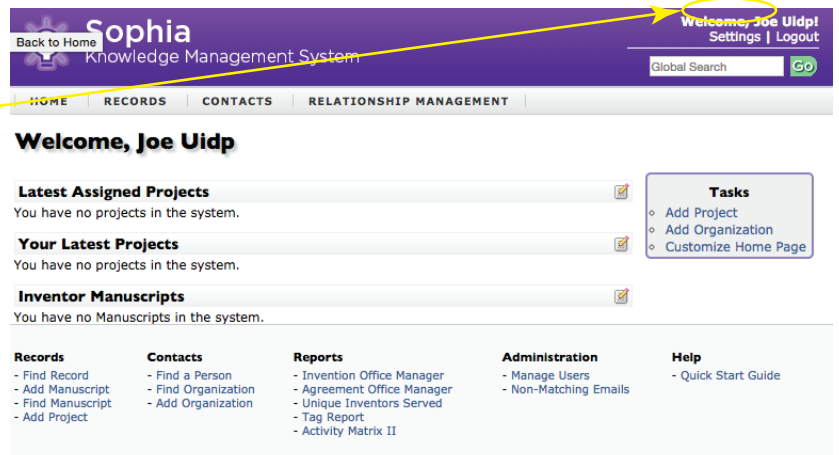 Welcome, Joe Uidp!
Sophia
Settings | Logout
Back to Home
Knowledge Management System
Global Search
Go
HOME RECORDS CONTACTS RELATIONSHIP MANAGEMENT
Welcome, Joe Uidp
Latest Assigned Projects
You have no projects in the system.
Your Latest Projects
You have no projects in the system.
Inventor Manuscripts
You have no Manuscripts in the system.
Tasks
Add Project
Add Organization
Customize Home Page
Records
- Find Record
- Add Manuscript
- Find Manuscript
- Add Project
Contacts
- Find a Person
- Find Organization
- Add Organization
Reports
- Invention Office Manager
- Agreement Office Manager
- Unique Inventors Served
- Tag Report
- Activity Matrix II
Administration
- Manage Users
- Non-Matching Emails
Help
- Quick Start Guide